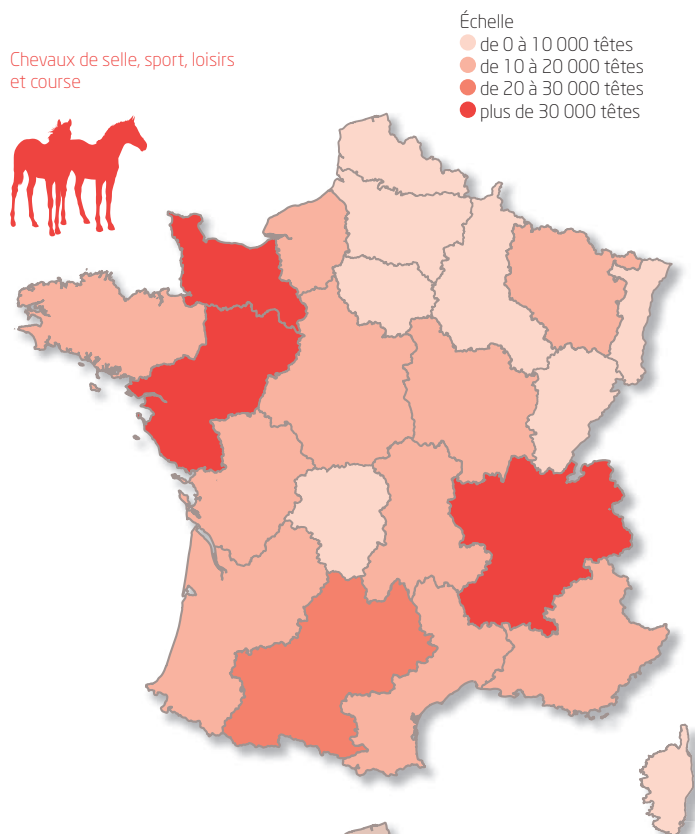 Chevaux de selle, sport, loisirs
et course
Échelle
de 0 à 10 000 têtes
de 10 à 20 000 têtes
de 20 à 30 000 têtes
plus de 30 000 têtes